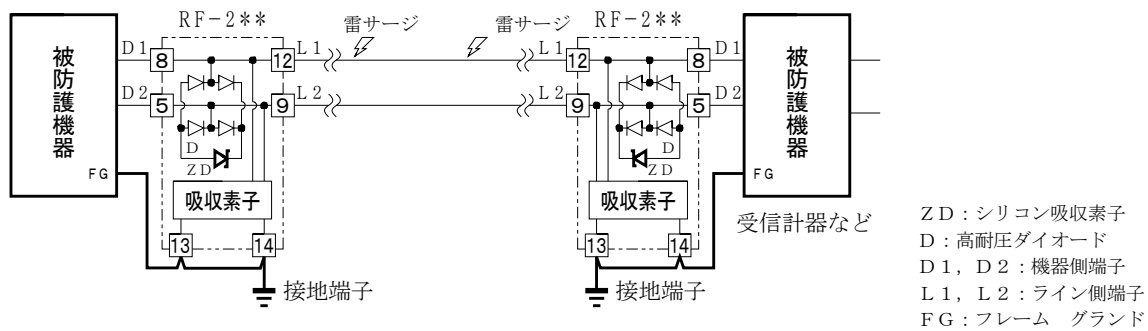 RF-2**
雷サージ
雷サージ
RF-2**
被防護機器
D1
8
12
L1
L1
12
8
D1
被防護機器
D2
5
9
L2
L2
9
5
D2
D
ZD
D
ZD
FG
吸収素子
吸収素子
FG
13
14
13
14
受信計器など
接地端子
接地端子
ZD:シリコン吸収素子
D:高耐圧ダイオード
D1,D2:機器側端子
L1,L2:ライン側端子
FG:フレーム グランド